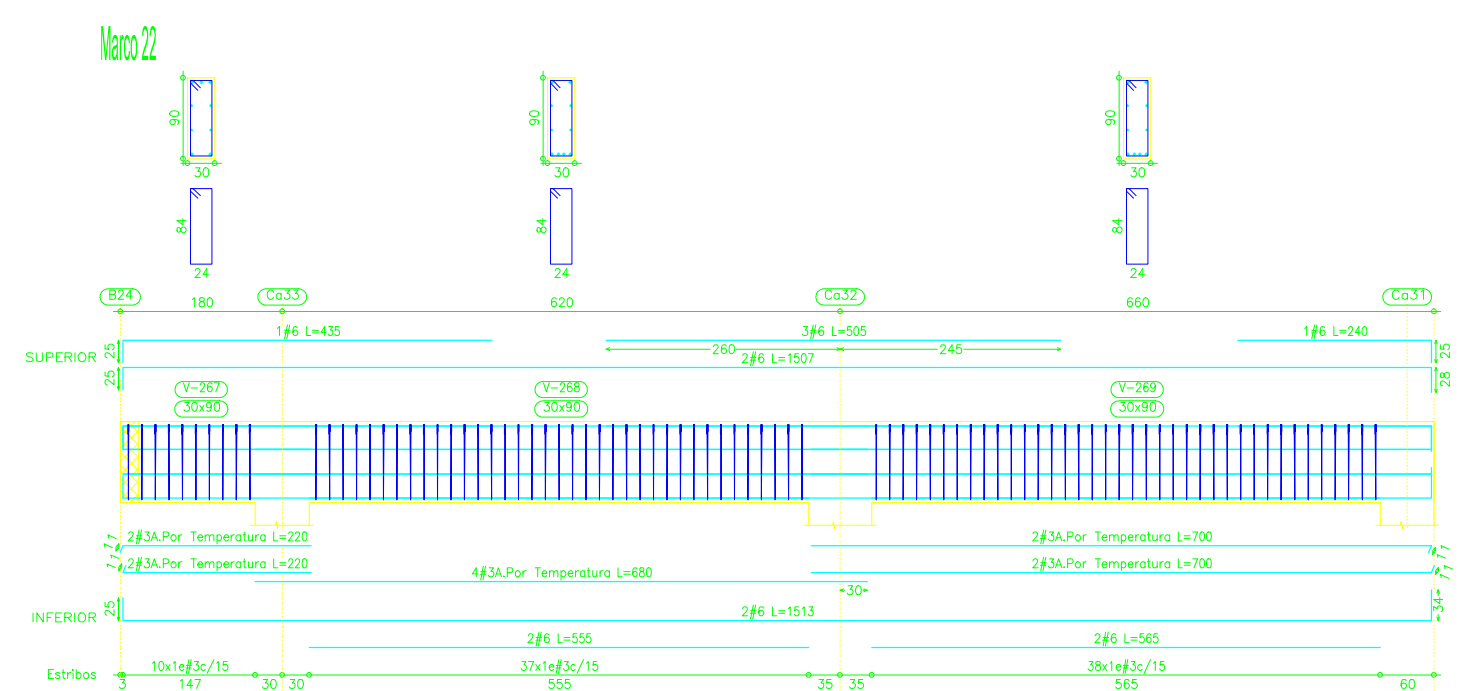 Marco 22
90
30
90
30
90
30
84
24
84
24
84
24
B24
Ca33
Ca32
Ca31
180
620
660
1#6 L=435
3#6 L=505
1#6 L=240
SUPERIOR
25
260
245
25
2#6 L=1507
25
28
V-267
V-268
V-269
30x90
30x90
30x90
11
2#3A.Por Temperatura L=220
2#3A.Por Temperatura L=700
11
11
2#3A.Por Temperatura L=220
4#3A.Por Temperatura L=680
2#3A.Por Temperatura L=700
11
30
INFERIOR
25
2#6 L=1513
34
2#6 L=555
2#6 L=565
Estribos
10x1e#3c/15
37x1e#3c/15
38x1e#3c/15
3
147
30
30
555
35
35
565
60